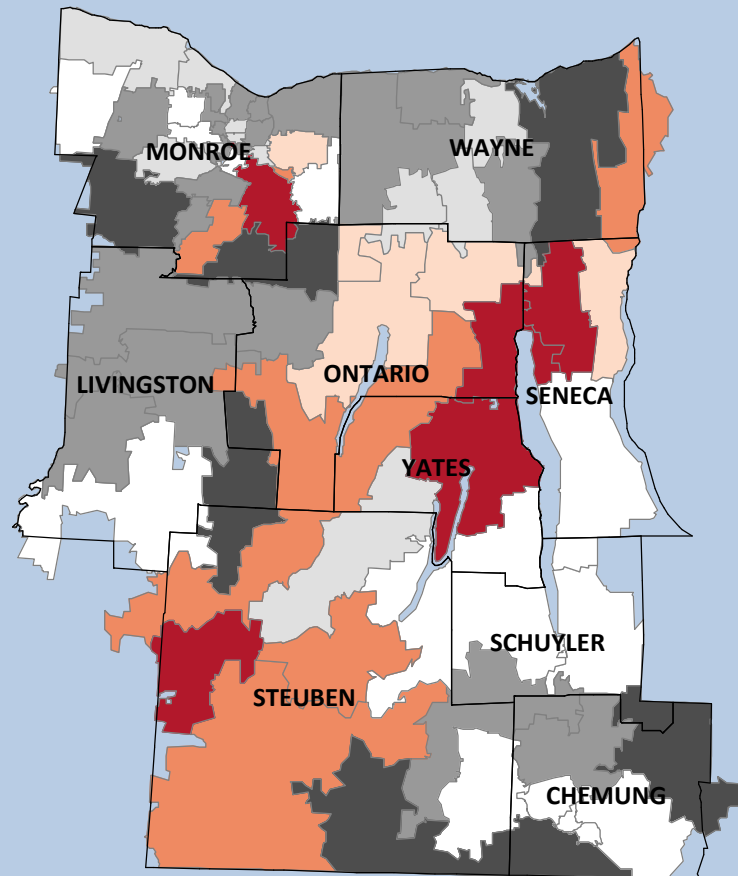 MONROE
WAYNE
LIVINGSTON
ONTARIO
SENECA
YATES
SCHUYLER
STEUBEN
CHEMUNG